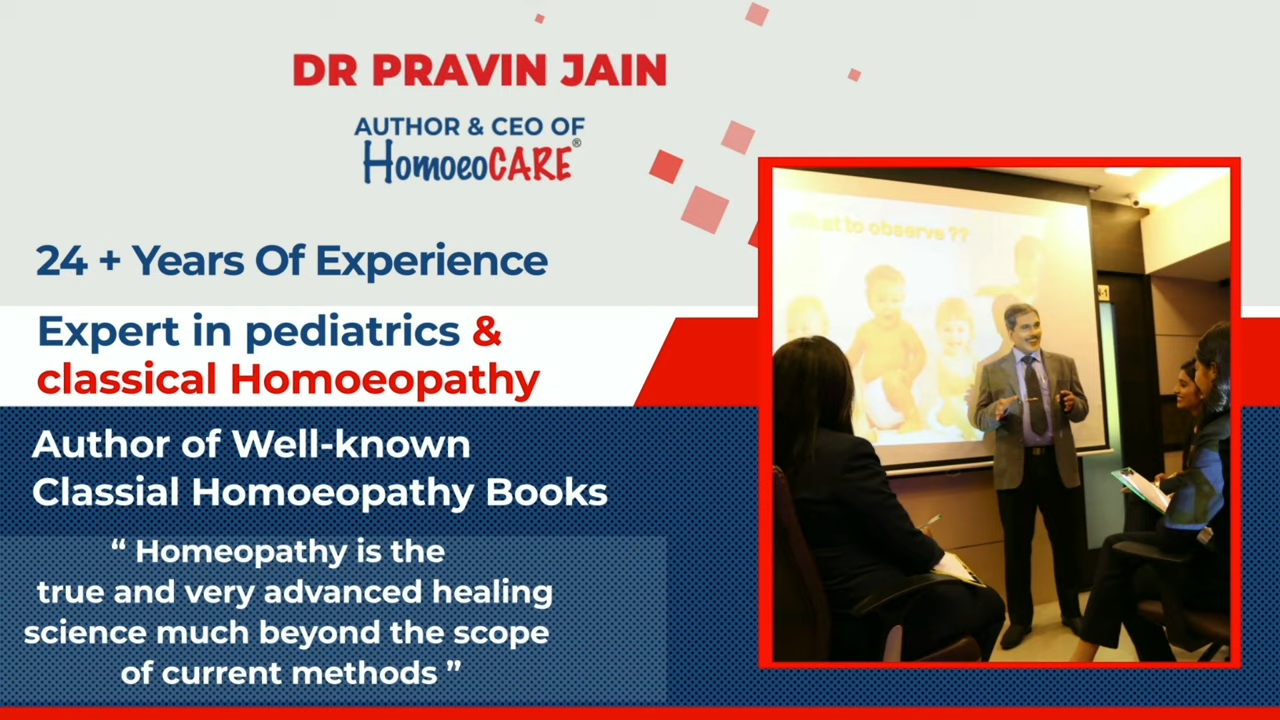 DR PRAVIN JAIN
AUTHOR & CEO OF
HomoeoCARE®
24 + Years Of Experience
Expert in pediatrics &
classical Homoeopathy
Author of Well-known
Classial Homoeopathy Books
“ Homeopathy is the
true and very advanced healing
science much beyond the scope
of current methods ”
What to observe ??